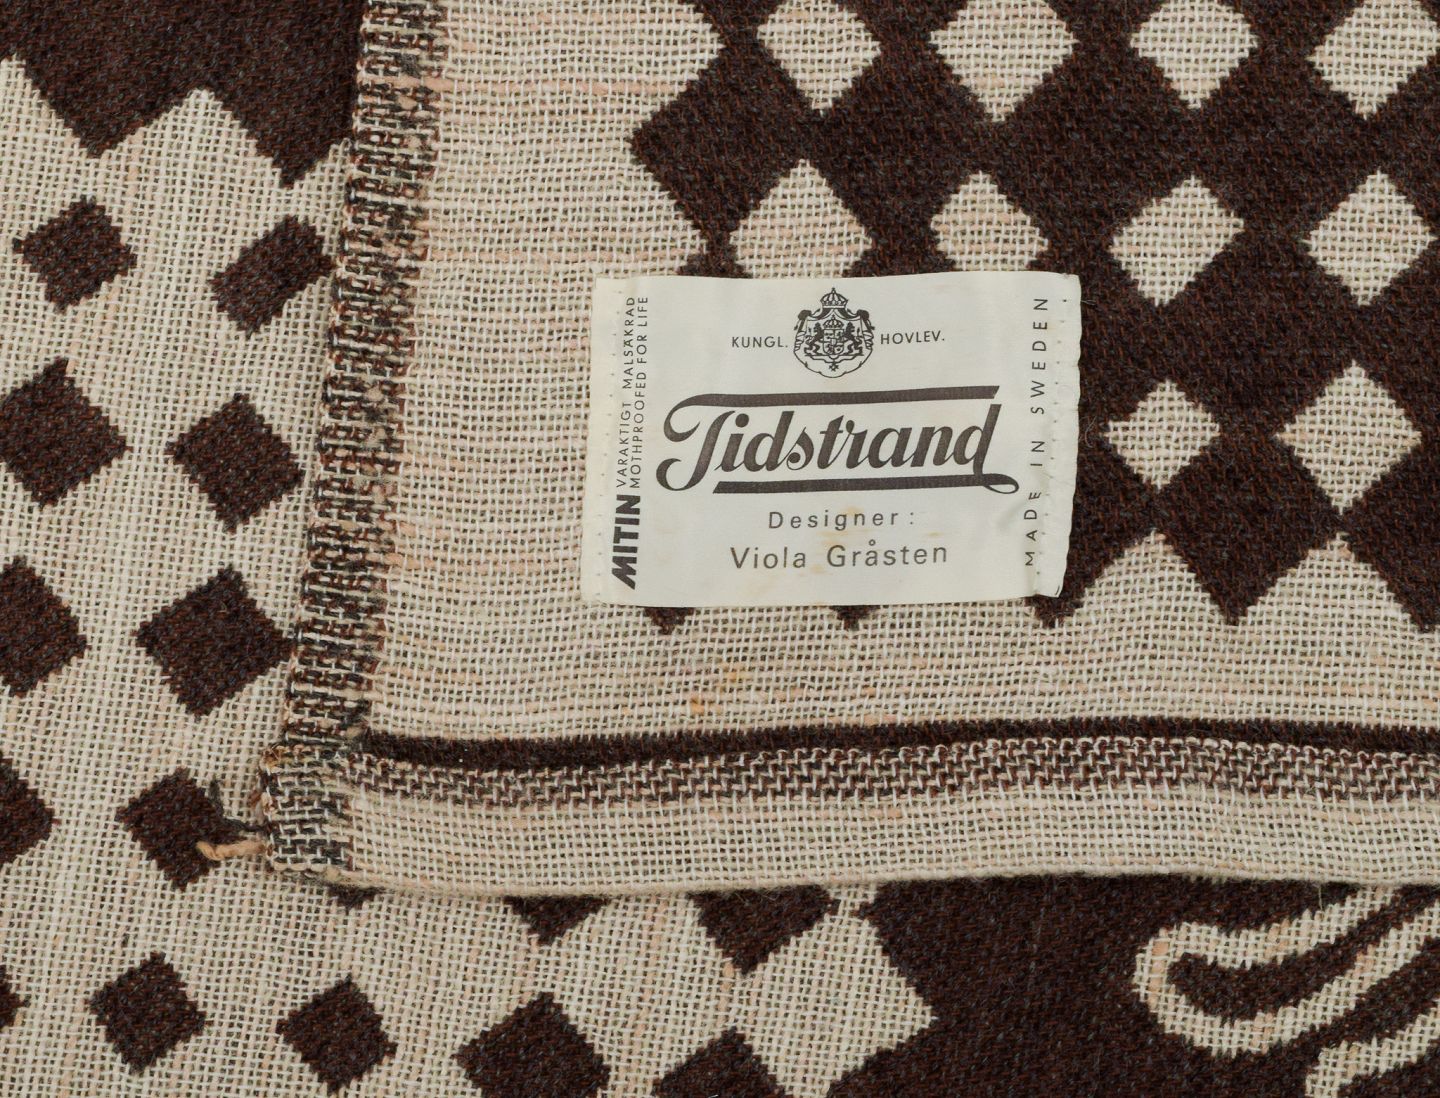 KUNGL. HOVLEV.
Tidstrand
Designer:
Viola Gråsten
MITIN VARAKTIGT MALSÄKRAD
MOTHPROOFED FOR LIFE
MADE IN SWEDEN